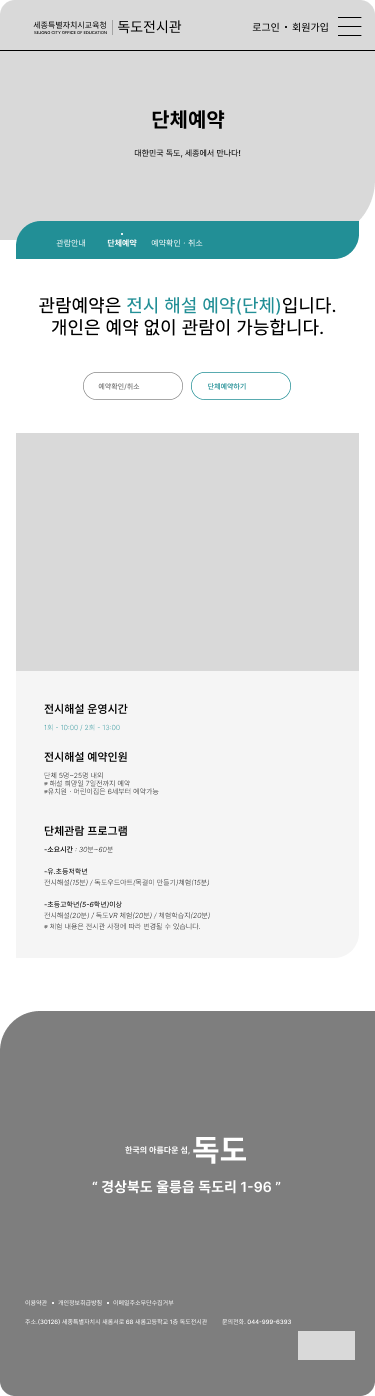 세종특별자치시교육청
SEJONG CITY OFFICE OF EDUCATION
독도전시관
로그인 • 회원가입
단체예약
대한민국 독도, 세종에서 만나다!
관람안내 단체예약 예약확인 · 취소
관람예약은 전시 해설 예약(단체)입니다.
개인은 예약 없이 관람이 가능합니다.
예약확인/취소 단체예약하기
전시해설 운영시간
1회 - 10:00 / 2회 - 13:00
전시해설 예약인원
단체 5명~25명 내외
※ 해설 희망일 7일전까지 예약
※유치원 · 어린이집은 6세부터 예약가능
단체관람 프로그램
-소요시간 : 30분~60분
-유.초등저학년
전시해설(15분) / 독도우드아트/목걸이 만들기/체험(15분)
-초등고학년(5-6학년)이상
전시해설(20분) / 독도VR 체험(20분) / 체험학습지(20분)
※ 체험 내용은 전시관 사정에 따라 변경될 수 있습니다.
한국의 아름다운 섬, 독도
“ 경상북도 울릉읍 독도리 1-96 ”
이용약관 • 개인정보취급방침 • 이메일주소무단수집거부
주소.(30126) 세종특별자치시 새롬서로 68 새롬고등학교 1층 독도전시관 문의전화. 044-999-6393